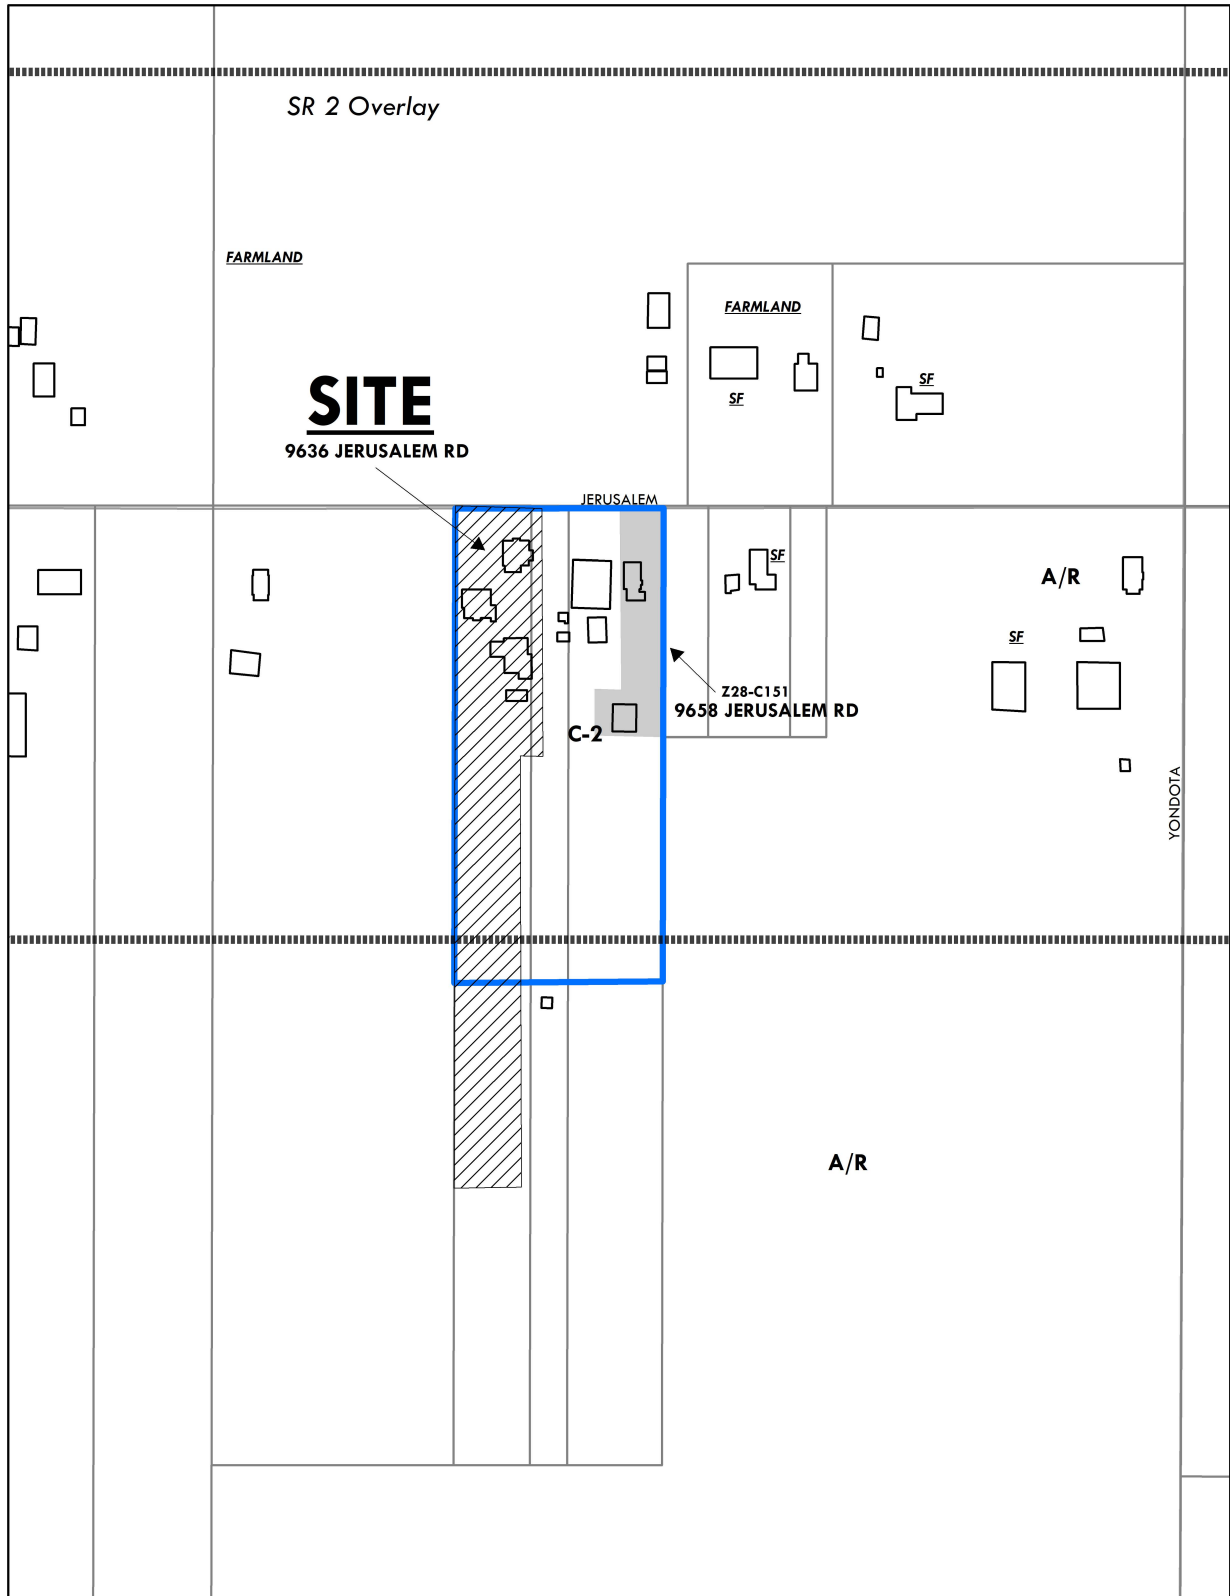 SR 2 Overlay
FARMLAND
FARMLAND
SF
SF
SITE
9636 JERUSALEM RD
JERUSALEM
SF
A/R
SF
Z28-C151
9658 JERUSALEM RD
C-2
YONDOTA
A/R